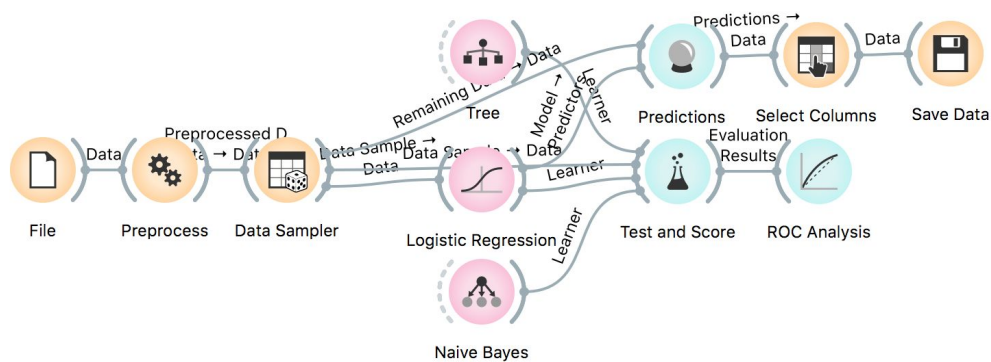 Predictions →
Data
Data
Remaining Data → Data
Tree
Model →
Predictors
Learner
Predictions
Select Columns
Save Data
Evaluation
Results
Data
Preprocessed D
Data Sample →
Data
Data Sample → Data
Learner
File
Preprocess
Data Sampler
Logistic Regression
Learner
Test and Score
ROC Analysis
Naive Bayes